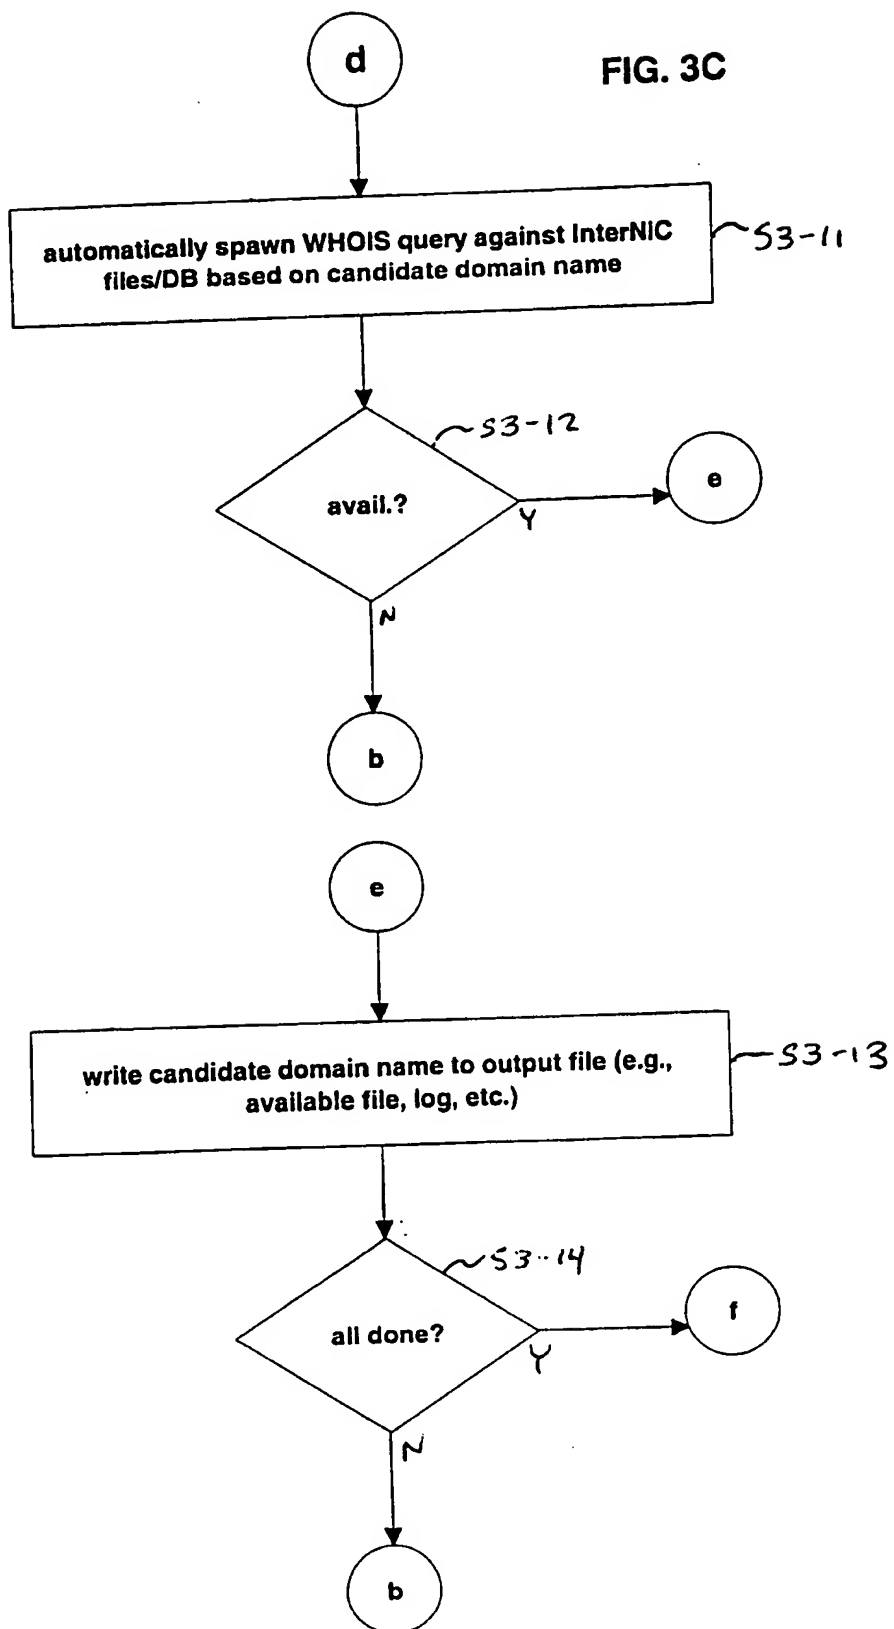 d
FIG. 3C
automatically spawn WHOIS query against InterNIC
files/DB based on candidate domain name
S3-11
S3-12
avail.?
Y
e
N
b
e
write candidate domain name to output file (e.g.,
available file, log, etc.)
S3-13
S3-14
all done?
Y
f
N
b